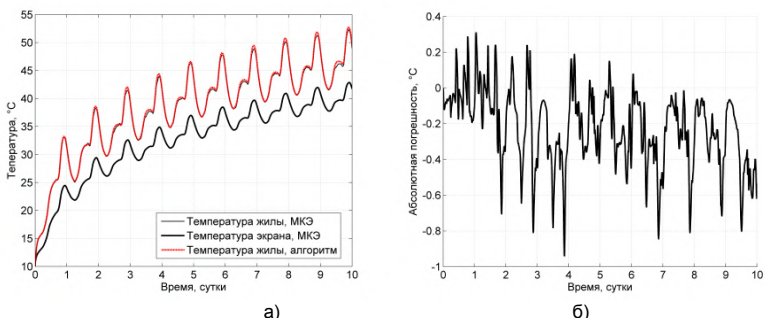 55
50
45
40
35
30
25
20
15
10
Тепература, °С
0 1 2 3 4 5 6 7 8 9 10
Время, сутки
Температура жилы, МКЭ
Температура экрана, МКЭ
Температура жилы, алгоритм
а)
0.4
0.2
0
-0.2
-0.4
-0.6
-0.8
-1
Абсолютная погрешность, °С
0 1 2 3 4 5 6 7 8 9 10
Время, сутки
б)